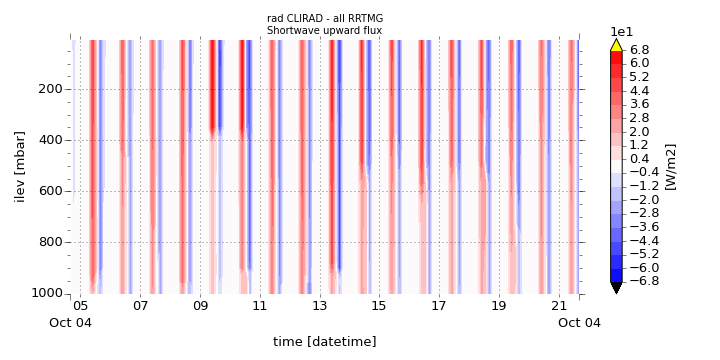 rad CLIRAD - all RRTMG
Shortwave upward flux
1e1
6.8
6.0
5.2
4.4
3.6
2.8
2.0
1.2
0.4
−0.4
−1.2
−2.0
−2.8
−3.6
−4.4
−5.2
−6.0
−6.8
[W/m2]
ilev [mbar]
200
400
600
800
1000
05 07 09 11 13 15 17 19 21
Oct 04 Oct 04
time [datetime]